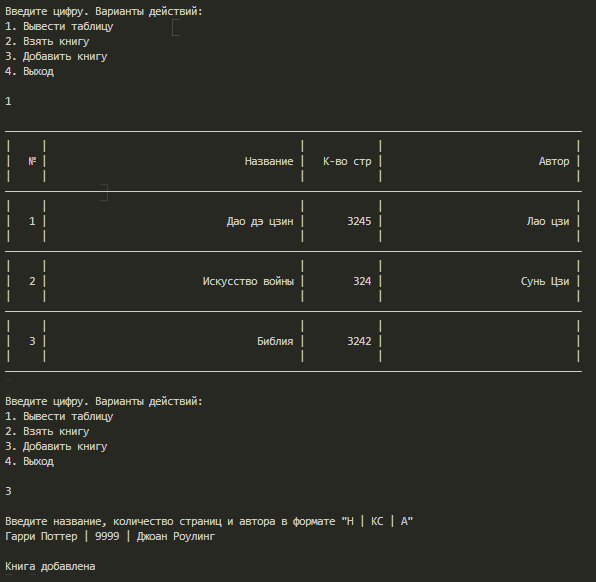 Введите цифру. Варианты действий:
1. Вывести таблицу
2. Взять книгу
3. Добавить книгу
4. Выход
1
| № | Название | К-во стр | Автор |
| 1 | Дао дэ цзин | 3245 | Лао цзи |
| 2 | Искусство войны | 324 | Сунь Цзи |
| 3 | Библия | 3242 | |
Введите цифру. Варианты действий:
1. Вывести таблицу
2. Взять книгу
3. Добавить книгу
4. Выход
3
Введите название, количество страниц и автора в формате "Н | КС | А"
Гарри Поттер | 9999 | Джоан Роулинг
Книга добавлена